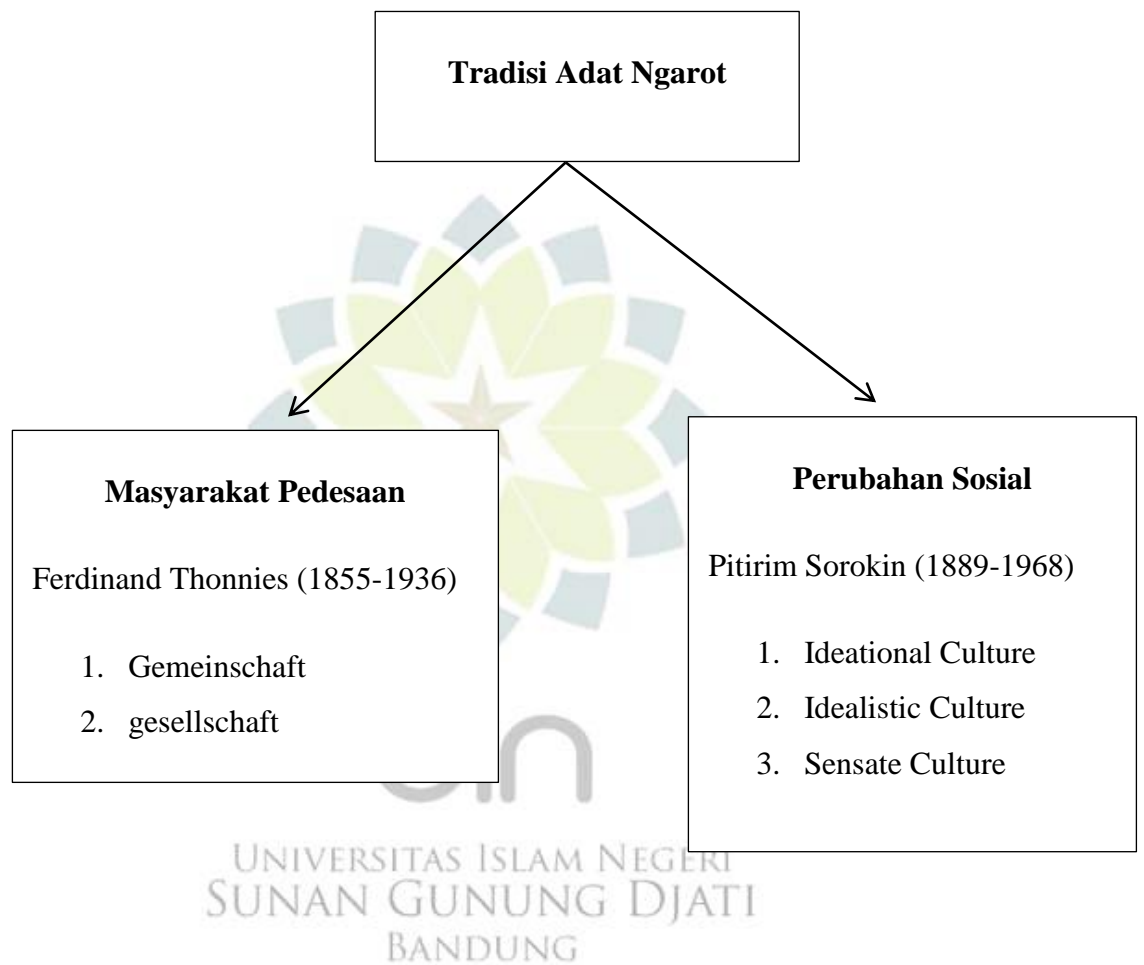 Tradisi Adat Ngarot
Masyarakat Pedesaan
Ferdinand Thonnies (1855-1936)
1. Gemeinschaft
2. gesellschaft
Perubahan Sosial
Pitirim Sorokin (1889-1968)
1. Ideational Culture
2. Idealistic Culture
3. Sensate Culture
UNIVERSITAS ISLAM NEGERI
SUNAN GUNUNG DJATI
BANDUNG